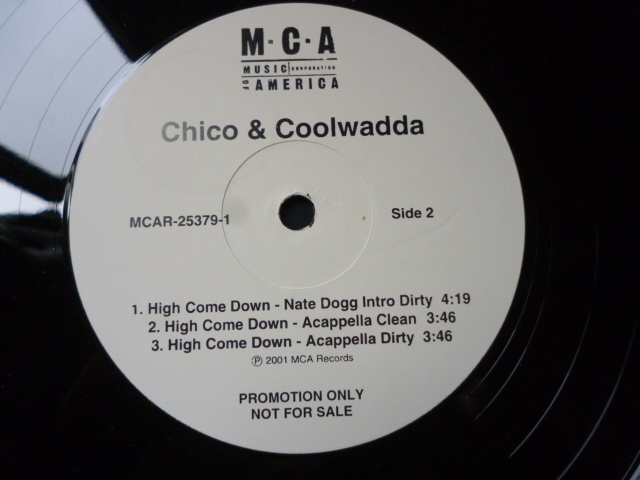 M·C·A
MUSIC CORPORATION
OF AMERICA
Chico & Coolwadda
MCAR-25379-1
Side 2
1. High Come Down - Nate Dogg Intro Dirty 4:19
2. High Come Down - Acappella Clean 3:46
3. High Come Down - Acappella Dirty 3:46
℗ 2001 MCA Records
PROMOTION ONLY
NOT FOR SALE